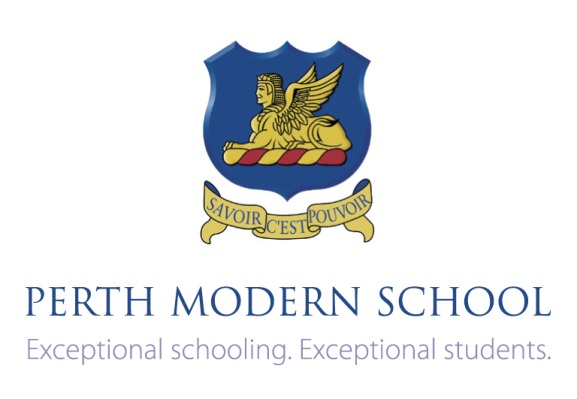 SAVOIR C'EST POUVOIR
PERTH MODERN SCHOOL
Exceptional schooling. Exceptional students.